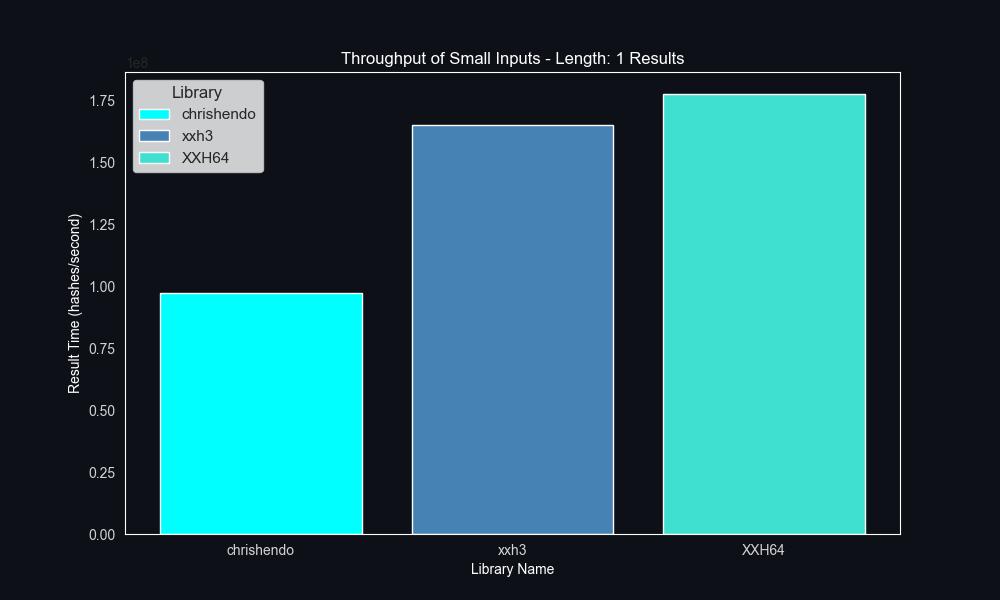 Throughput of Small Inputs - Length: 1 Results
1e8
Library
chrishendo
xxh3
XXH64
1.75
1.50
1.25
1.00
0.75
0.50
0.25
0.00
Result Time (hashes/second)
chrishendo xxh3 XXH64
Library Name